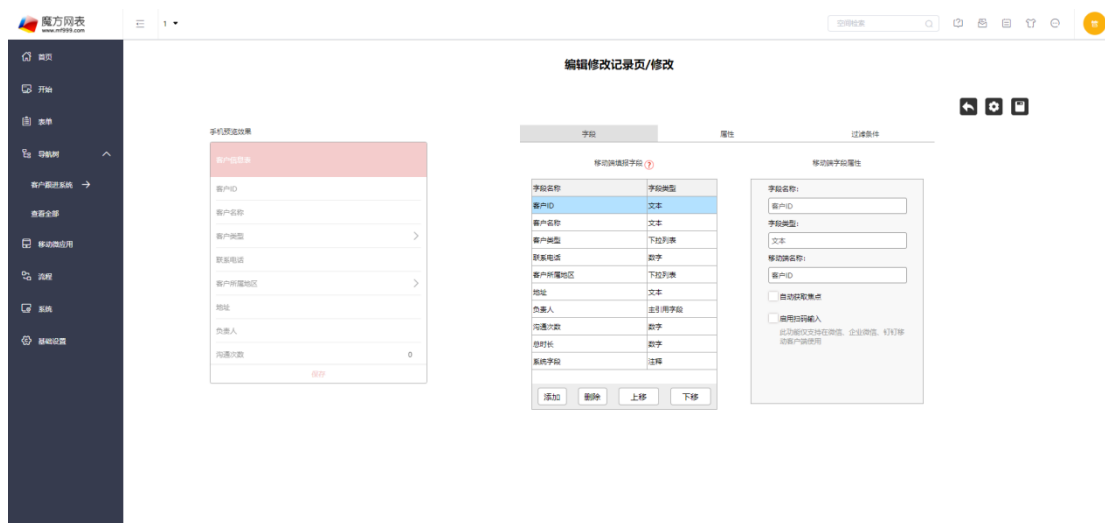 魔方网表
www.mf999.com
1
空间检索
管
首页
开始
表单
导航树
客户跟进系统
查看全部
移动微应用
流程
系统
基础设置
编辑修改记录页/修改
手机预览效果
客户信息表
客户ID
客户名称
客户类型
联系电话
客户所属地区
地址
负责人
沟通次数 0
保存
字段 属性 过滤条件
移动端填报字段 ?
字段名称 字段类型
客户ID 文本
客户名称 文本
客户类型 下拉列表
联系电话 数字
客户所属地区 下拉列表
地址 文本
负责人 主引用字段
沟通次数 数字
总时长 数字
系统字段 注释
添加 删除 上移 下移
移动端字段属性
字段名称:
客户ID
字段类型:
文本
移动端名称:
客户ID
自动获取焦点
启用扫码输入
此功能仅支持在微信、企业微信、钉钉移
动客户端使用